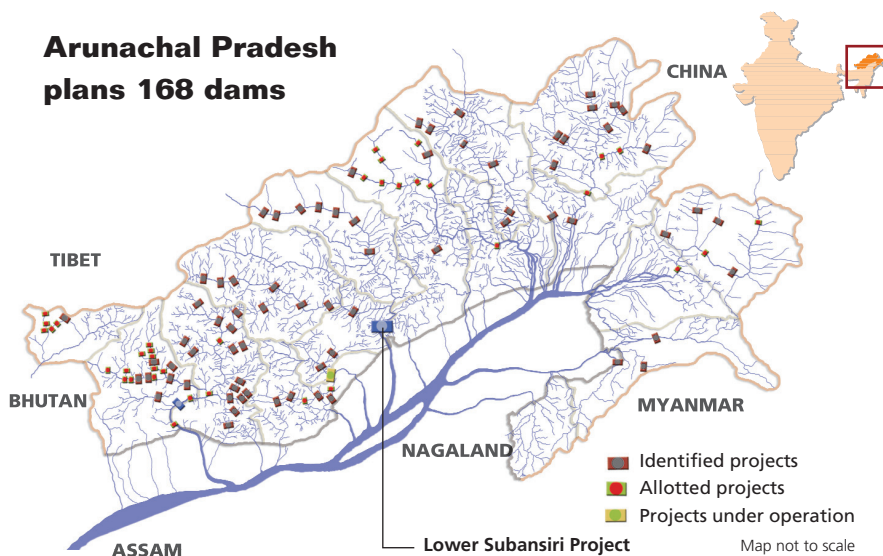 Arunachal Pradesh
plans 168 dams
CHINA
TIBET
BHUTAN
MYANMAR
NAGALAND
ASSAM
Identified projects
Allotted projects
Projects under operation
Lower Subansiri Project
Map not to scale